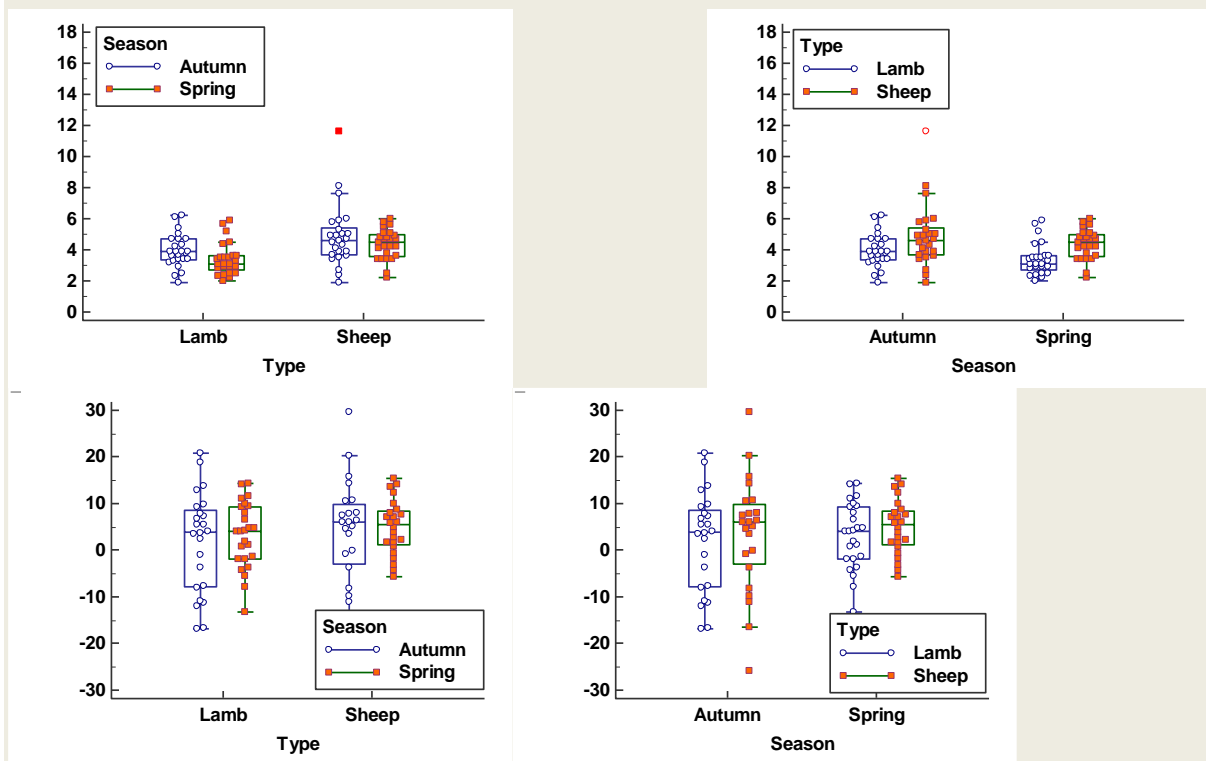 18
16
14
12
10
8
6
4
2
0
Season
Autumn
Spring
Lamb Sheep
Type
18
16
14
12
10
8
6
4
2
0
Type
Lamb
Sheep
Autumn Spring
Season
30
20
10
0
-10
-20
-30
Season
Autumn
Spring
Lamb Sheep
Type
30
20
10
0
-10
-20
-30
Type
Lamb
Sheep
Autumn Spring
Season